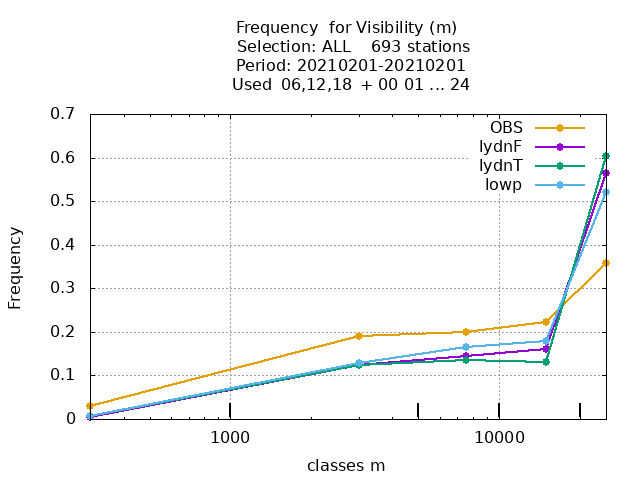 Frequency  for Visibility (m)
Selection: ALL    693 stations
Period: 20210201-20210201
Used  06,12,18  + 00 01 ... 24
0.7
0.6
0.5
0.4
0.3
0.2
0.1
0
Frequency
OBS
lydnF
lydnT
lowp
1000
10000
classes m